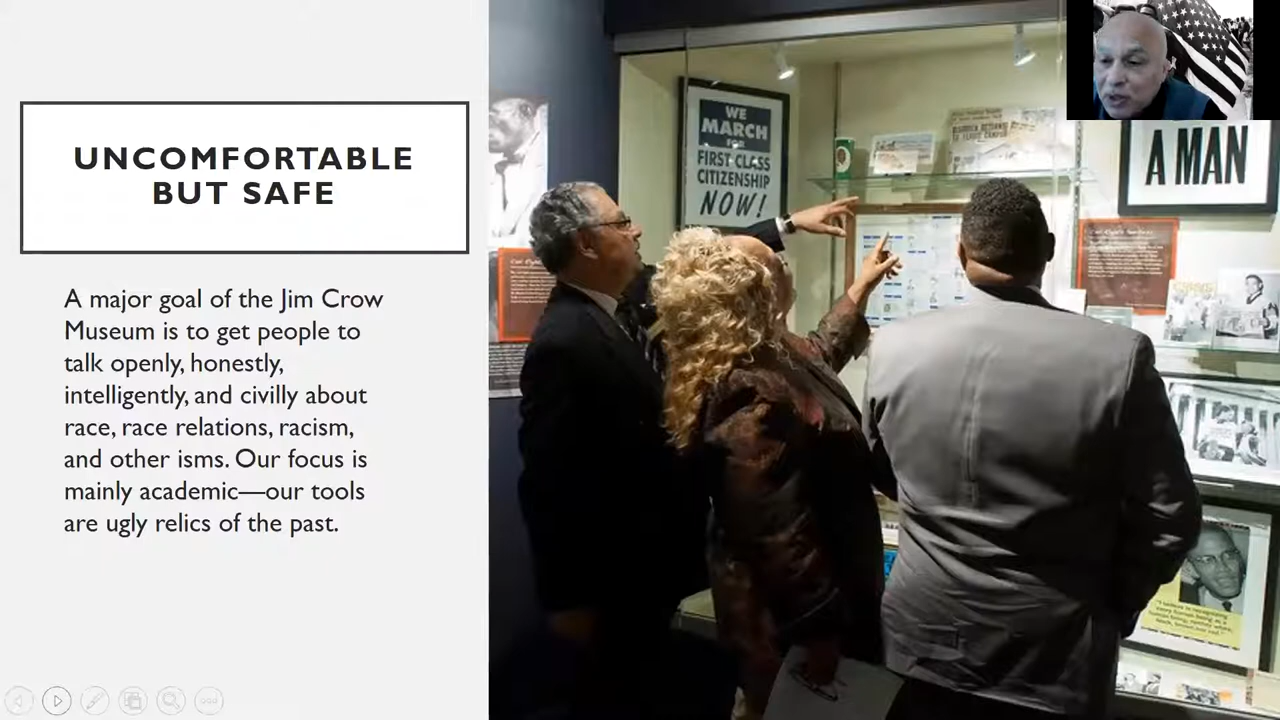 UNCOMFORTABLE
BUT SAFE
A major goal of the Jim Crow
Museum is to get people to
talk openly, honestly,
intelligently, and civilly about
race, race relations, racism,
and other isms. Our focus is
mainly academic—our tools
are ugly relics of the past.
WE
MARCH
FOR
FIRST CLASS
CITIZENSHIP
NOW!
A MAN